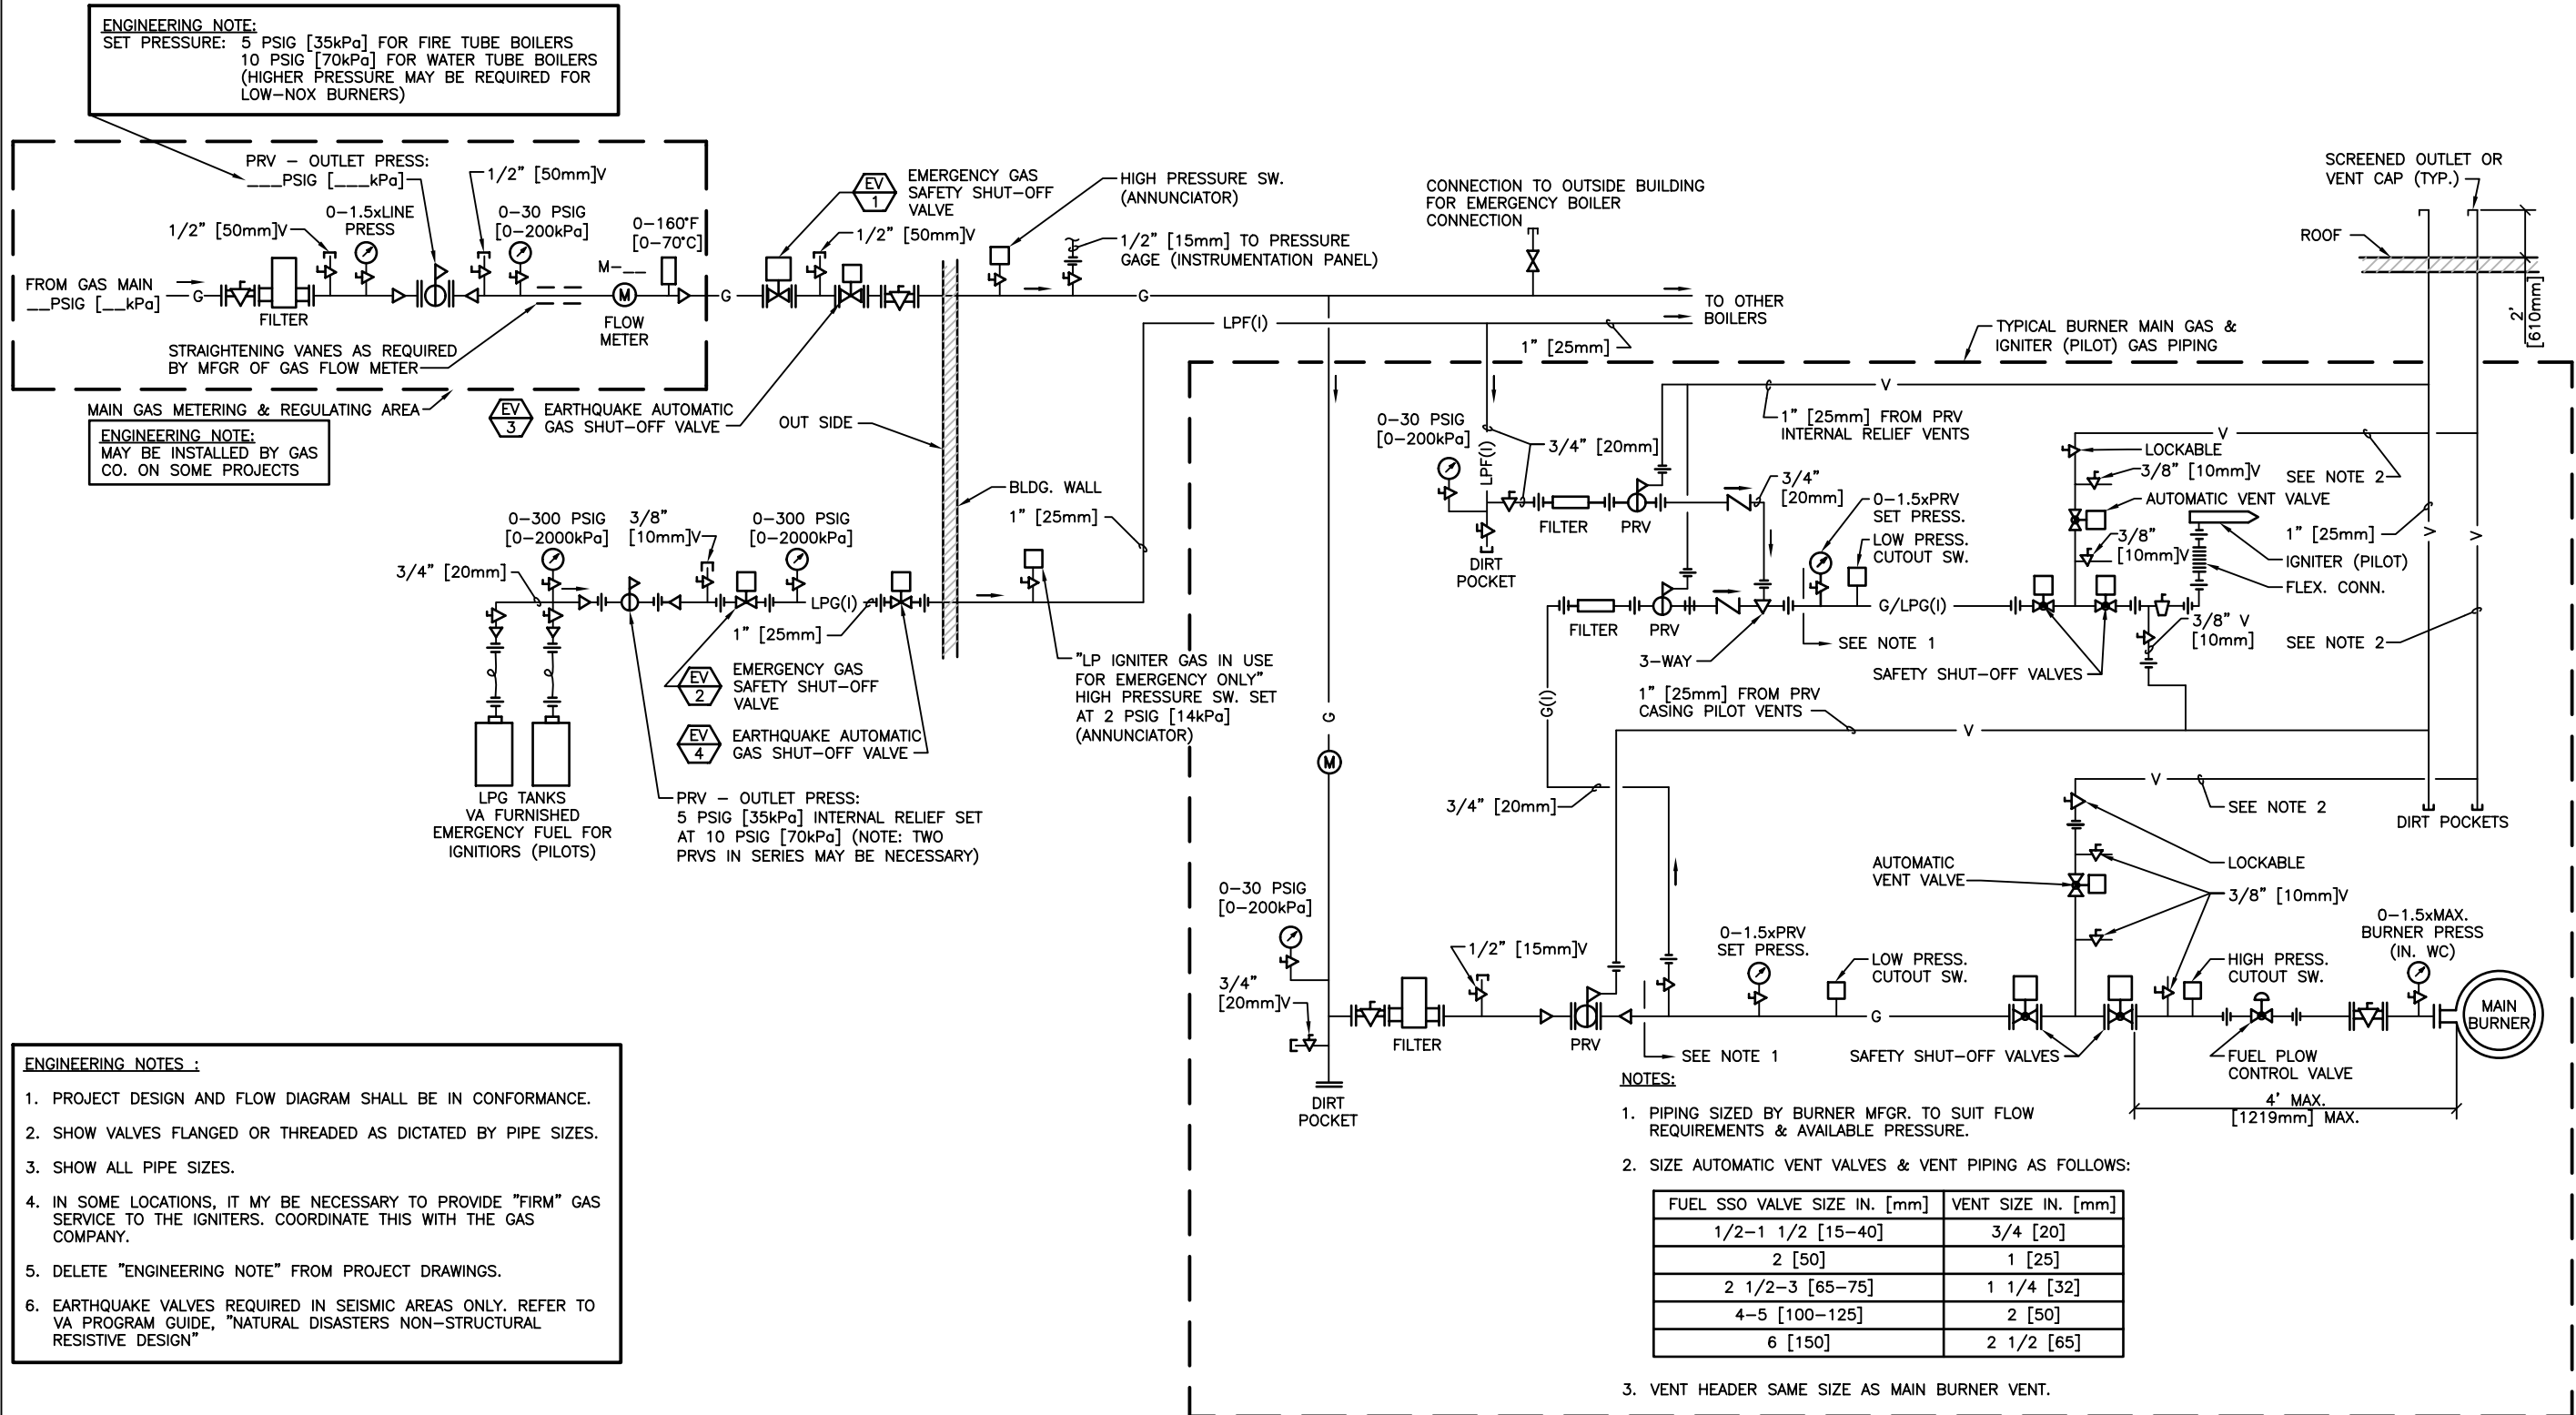 ENGINEERING NOTE:
SET PRESSURE: 5 PSIG [35kPa] FOR FIRE TUBE BOILERS
10 PSIG [70kPa] FOR WATER TUBE BOILERS
(HIGHER PRESSURE MAY BE REQUIRED FOR
LOW-NOX BURNERS)
PRV - OUTLET PRESS:
___PSIG [___kPa]
1/2" [50mm]V
0-1.5xLINE
PRESS
1/2" [50mm]V
0-30 PSIG
[0-200kPa]
0-160°F
[0-70°C]
M-__
FROM GAS MAIN
__PSIG [__kPa]
G
FILTER
M
FLOW
METER
STRAIGHTENING VANES AS REQUIRED
BY MFGR OF GAS FLOW METER
MAIN GAS METERING & REGULATING AREA
ENGINEERING NOTE:
MAY BE INSTALLED BY GAS
CO. ON SOME PROJECTS
G
EV
1
EMERGENCY GAS
SAFETY SHUT-OFF
VALVE
1/2" [50mm]V
EV
3
EARTHQUAKE AUTOMATIC
GAS SHUT-OFF VALVE
OUT SIDE
HIGH PRESSURE SW.
(ANNUNCIATOR)
1/2" [15mm] TO PRESSURE
GAGE (INSTRUMENTATION PANEL)
G
CONNECTION TO OUTSIDE BUILDING
FOR EMERGENCY BOILER
CONNECTION
TO OTHER
BOILERS
LPF(I)
1" [25mm]
BLDG. WALL
1" [25mm]
0-300 PSIG
[0-2000kPa]
3/8"
[10mm]V
0-300 PSIG
[0-2000kPa]
3/4" [20mm]
LPG(I)
1" [25mm]
EV
2
EMERGENCY GAS
SAFETY SHUT-OFF
VALVE
EV
4
EARTHQUAKE AUTOMATIC
GAS SHUT-OFF VALVE
"LP IGNITER GAS IN USE
FOR EMERGENCY ONLY"
HIGH PRESSURE SW. SET
AT 2 PSIG [14kPa]
(ANNUNCIATOR)
LPG TANKS
VA FURNISHED
EMERGENCY FUEL FOR
IGNITIORS (PILOTS)
PRV - OUTLET PRESS:
5 PSIG [35kPa] INTERNAL RELIEF SET
AT 10 PSIG [70kPa] (NOTE: TWO
PRVS IN SERIES MAY BE NECESSARY)
SCREENED OUTLET OR
VENT CAP (TYP.)
ROOF
2'
[610mm]
TYPICAL BURNER MAIN GAS &
IGNITER (PILOT) GAS PIPING
V
1" [25mm] FROM PRV
INTERNAL RELIEF VENTS
0-30 PSIG
[0-200kPa]
LPF(I)
3/4" [20mm]
FILTER
PRV
DIRT
POCKET
3/4"
[20mm]
0-1.5xPRV
SET PRESS.
LOW PRESS.
CUTOUT SW.
V
LOCKABLE
3/8" [10mm]V
SEE NOTE 2
AUTOMATIC VENT VALVE
3/8"
[10mm]V
1" [25mm]
V
V
IGNITER (PILOT)
FLEX. CONN.
FILTER
PRV
G/LPG(I)
SEE NOTE 1
3-WAY
3/8" V
[10mm]
SEE NOTE 2
SAFETY SHUT-OFF VALVES
G(I)
1" [25mm] FROM PRV
CASING PILOT VENTS
V
G
M
3/4" [20mm]
V
SEE NOTE 2
DIRT POCKETS
LOCKABLE
AUTOMATIC
VENT VALVE
3/8" [10mm]V
0-30 PSIG
[0-200kPa]
3/4"
[20mm]V
1/2" [15mm]V
0-1.5xPRV
SET PRESS.
LOW PRESS.
CUTOUT SW.
HIGH PRESS.
CUTOUT SW.
0-1.5xMAX.
BURNER PRESS
(IN. WC)
MAIN
BURNER
FILTER
PRV
G
SEE NOTE 1
SAFETY SHUT-OFF VALVES
FUEL PLOW
CONTROL VALVE
4' MAX.
[1219mm] MAX.
DIRT
POCKET
NOTES:
1. PIPING SIZED BY BURNER MFGR. TO SUIT FLOW
REQUIREMENTS & AVAILABLE PRESSURE.
2. SIZE AUTOMATIC VENT VALVES & VENT PIPING AS FOLLOWS:
FUEL SSO VALVE SIZE IN. [mm] VENT SIZE IN. [mm]
1/2-1 1/2 [15-40] 3/4 [20]
2 [50] 1 [25]
2 1/2-3 [65-75] 1 1/4 [32]
4-5 [100-125] 2 [50]
6 [150] 2 1/2 [65]
3. VENT HEADER SAME SIZE AS MAIN BURNER VENT.
ENGINEERING NOTES :
1. PROJECT DESIGN AND FLOW DIAGRAM SHALL BE IN CONFORMANCE.
2. SHOW VALVES FLANGED OR THREADED AS DICTATED BY PIPE SIZES.
3. SHOW ALL PIPE SIZES.
4. IN SOME LOCATIONS, IT MY BE NECESSARY TO PROVIDE "FIRM" GAS
SERVICE TO THE IGNITERS. COORDINATE THIS WITH THE GAS
COMPANY.
5. DELETE "ENGINEERING NOTE" FROM PROJECT DRAWINGS.
6. EARTHQUAKE VALVES REQUIRED IN SEISMIC AREAS ONLY. REFER TO
VA PROGRAM GUIDE, "NATURAL DISASTERS NON-STRUCTURAL
RESISTIVE DESIGN"